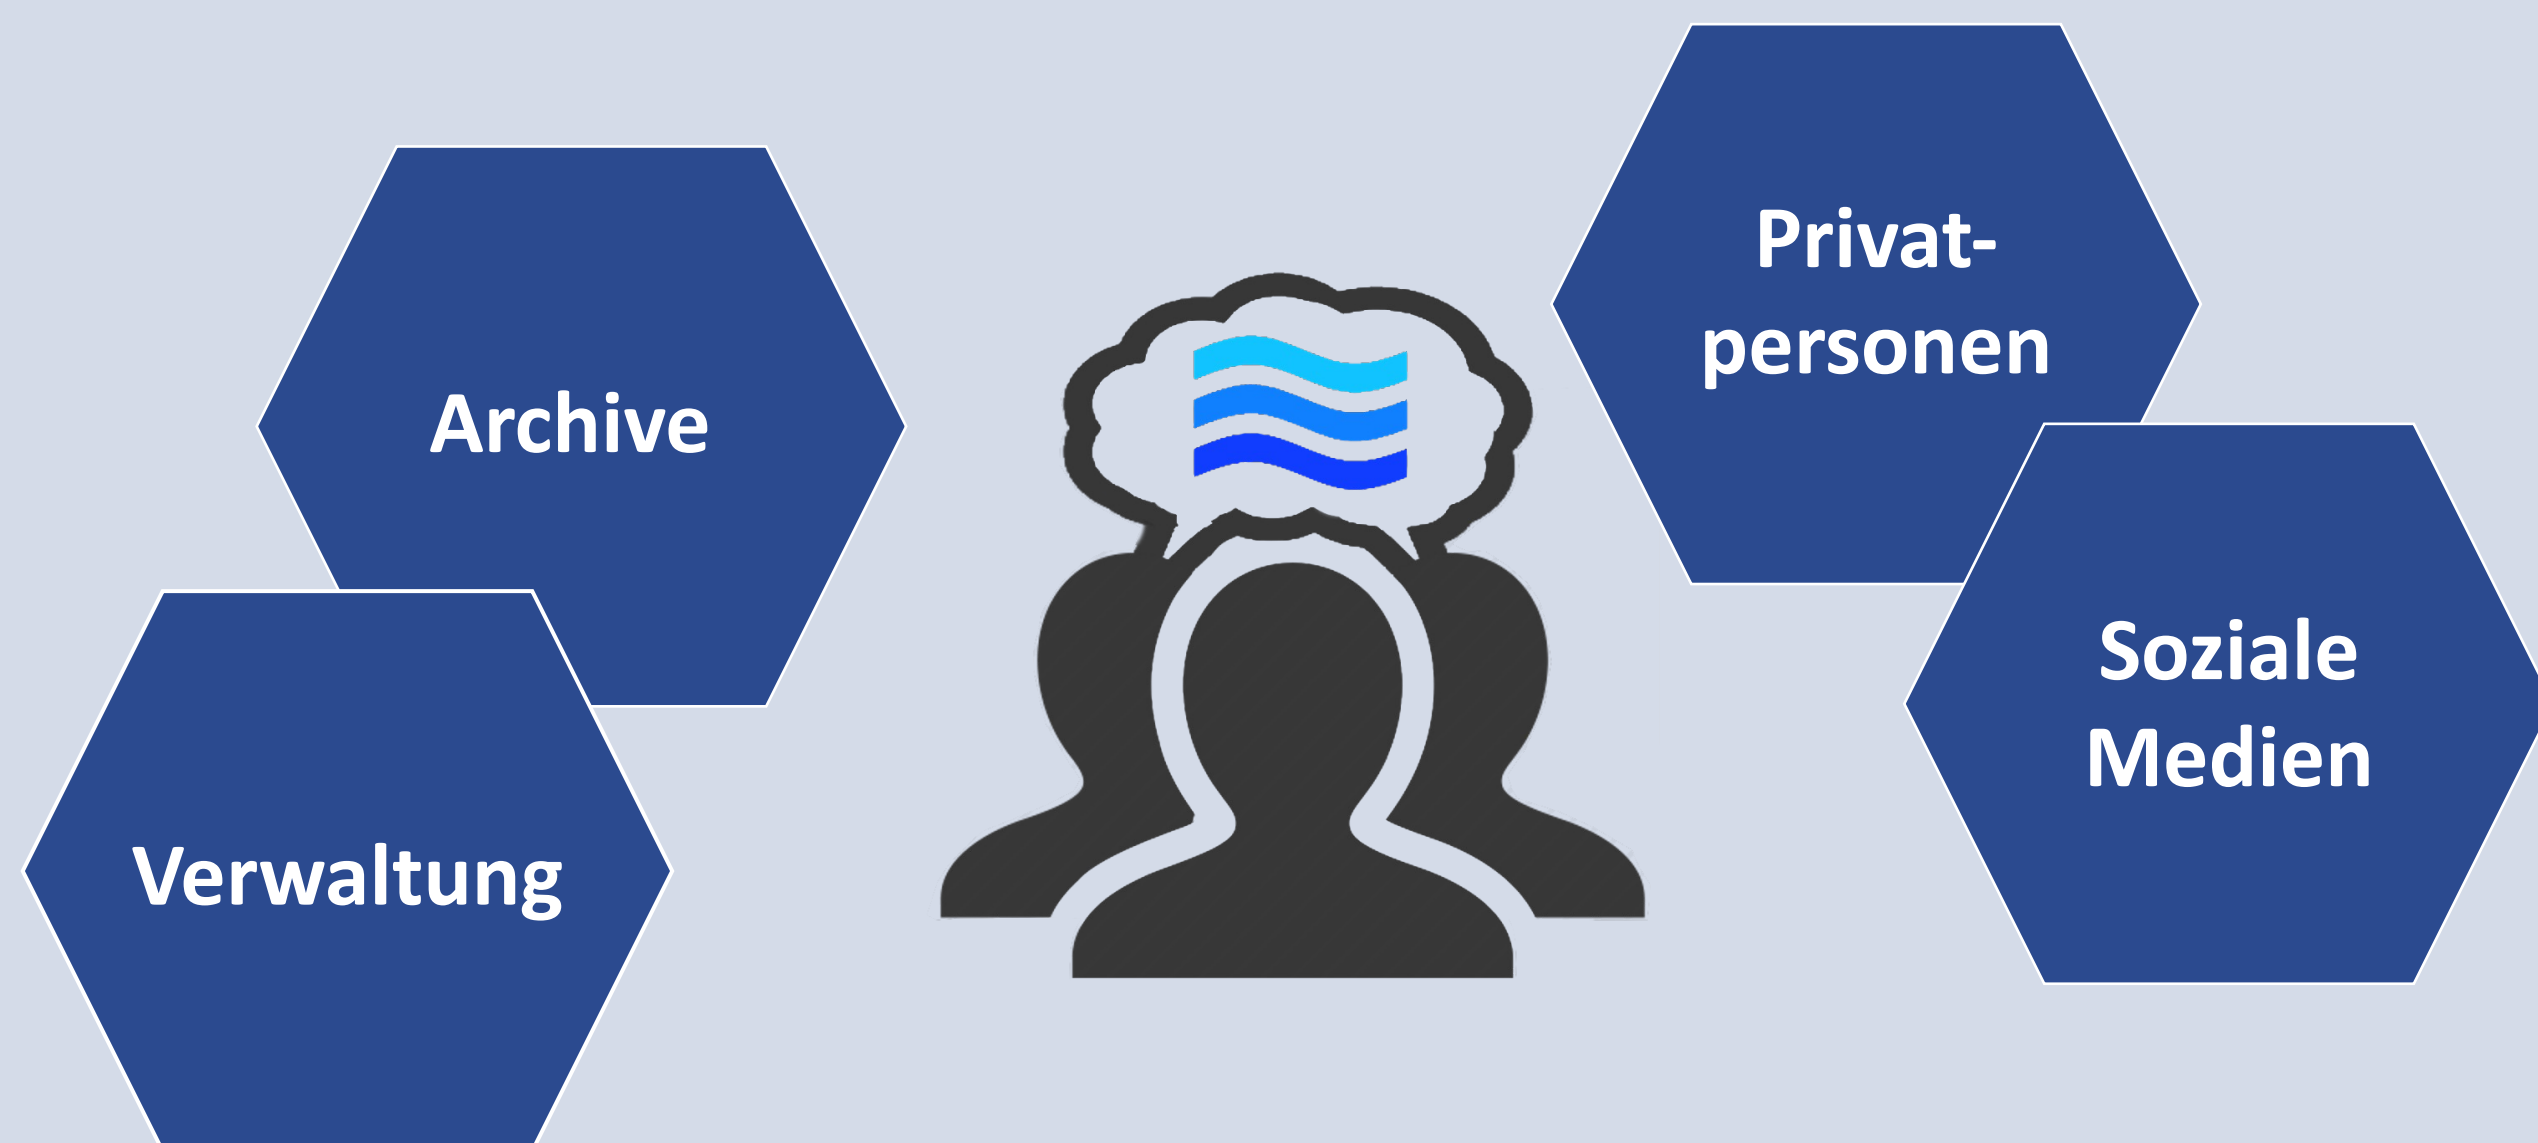 Archive
Verwaltung
Privat-
personen
Soziale
Medien